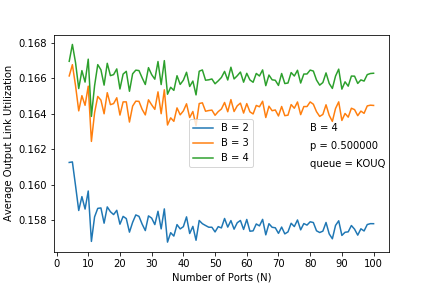 0.168
0.166
0.164
0.162
0.160
0.158
Average Output Link Utilization
B = 2
B = 3
B = 4
B = 4
p = 0.500000
queue = KOUQ
0 10 20 30 40 50 60 70 80 90 100
Number of Ports (N)